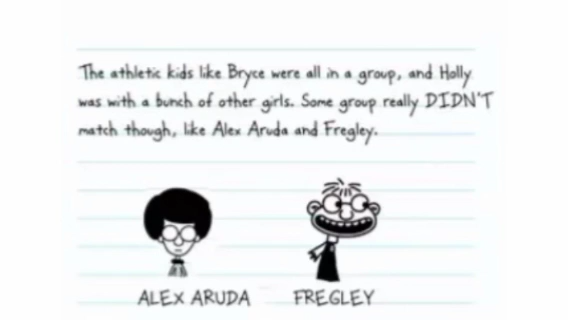 The athletic kids like Bryce were all in a group, and Holly
was with a bunch of other girls. Some group really DIDN'T
match though, like Alex Aruda and Fregley.
ALEX ARUDA FREGLEY